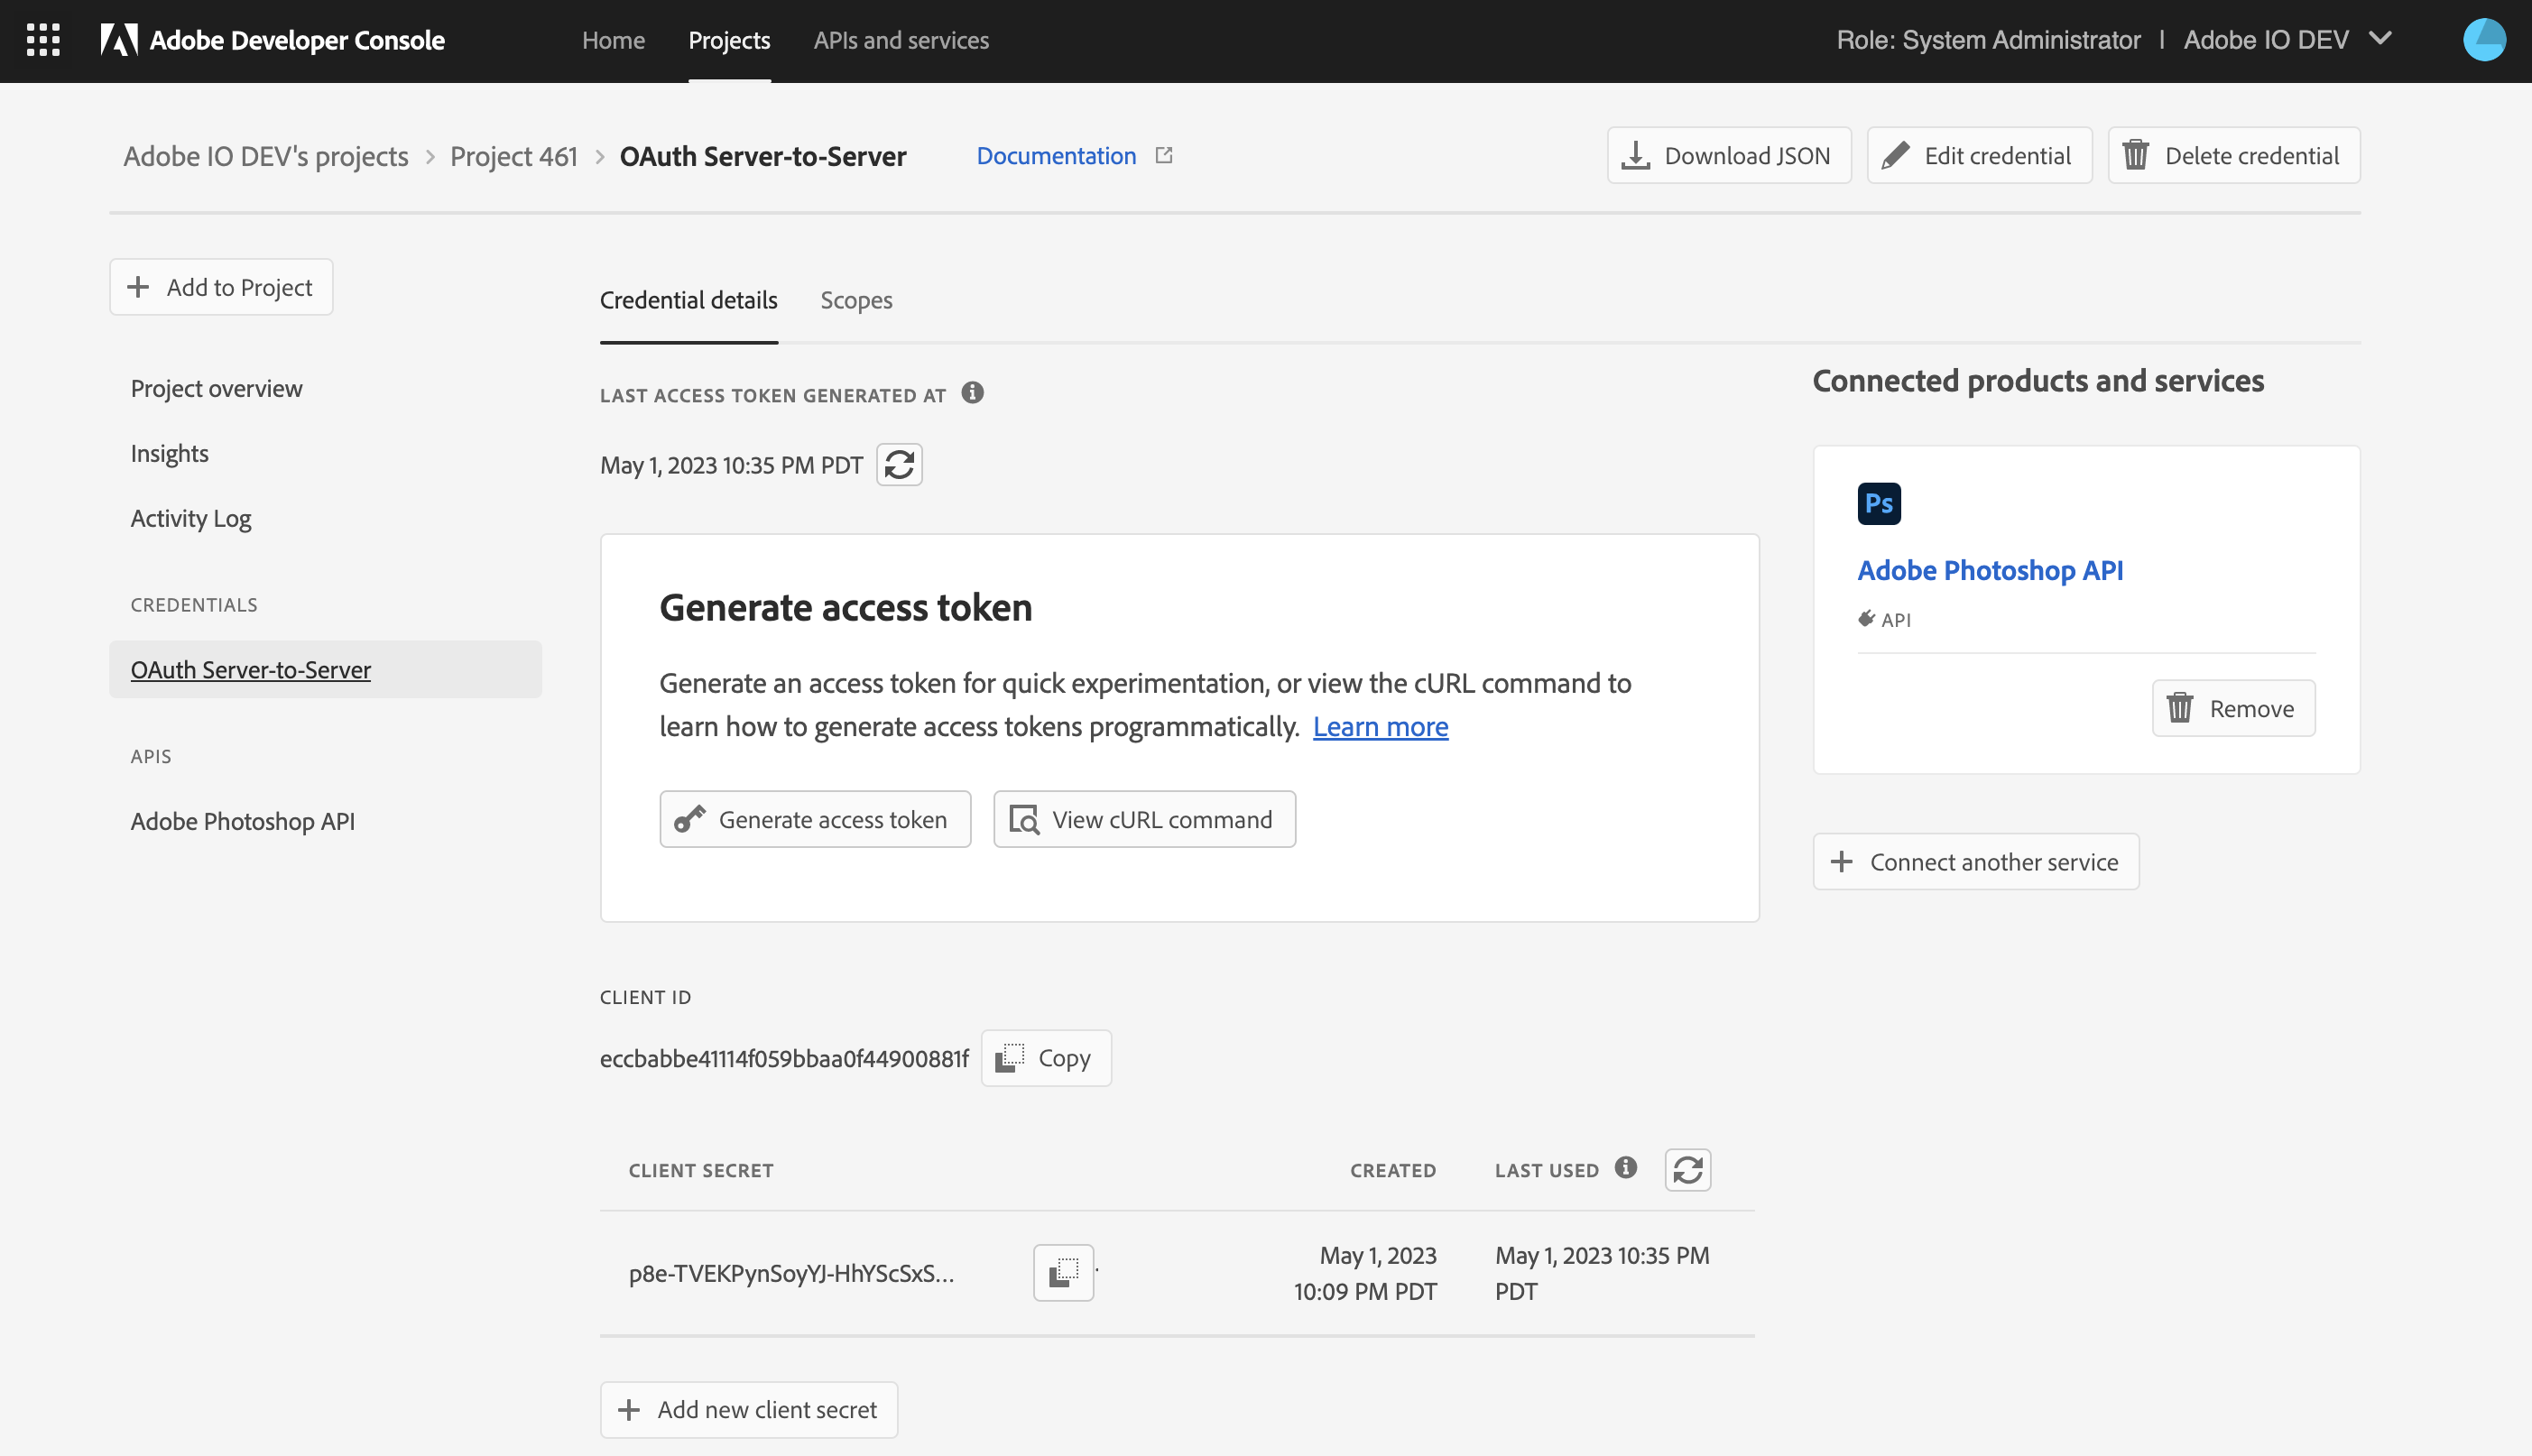 Adobe Developer Console
Home
Projects
APIs and services
Role: System Administrator | Adobe IO DEV
Adobe IO DEV's projects > Project 461 > OAuth Server-to-Server
Documentation
Download JSON
Edit credential
Delete credential
Add to Project
Project overview
Insights
Activity Log
CREDENTIALS
OAuth Server-to-Server
APIS
Adobe Photoshop API
Credential details
Scopes
LAST ACCESS TOKEN GENERATED AT
May 1, 2023 10:35 PM PDT
Generate access token
Generate an access token for quick experimentation, or view the cURL command to
learn how to generate access tokens programmatically. Learn more
Generate access token
View cURL command
CLIENT ID
eccbabbe41114f059bbaa0f44900881f
Copy
CLIENT SECRET
CREATED
LAST USED
p8e-TVEKPynSoyYJ-HhYScSxS...
May 1, 2023
10:09 PM PDT
May 1, 2023 10:35 PM
PDT
Add new client secret
Connected products and services
Ps
Adobe Photoshop API
API
Remove
Connect another service